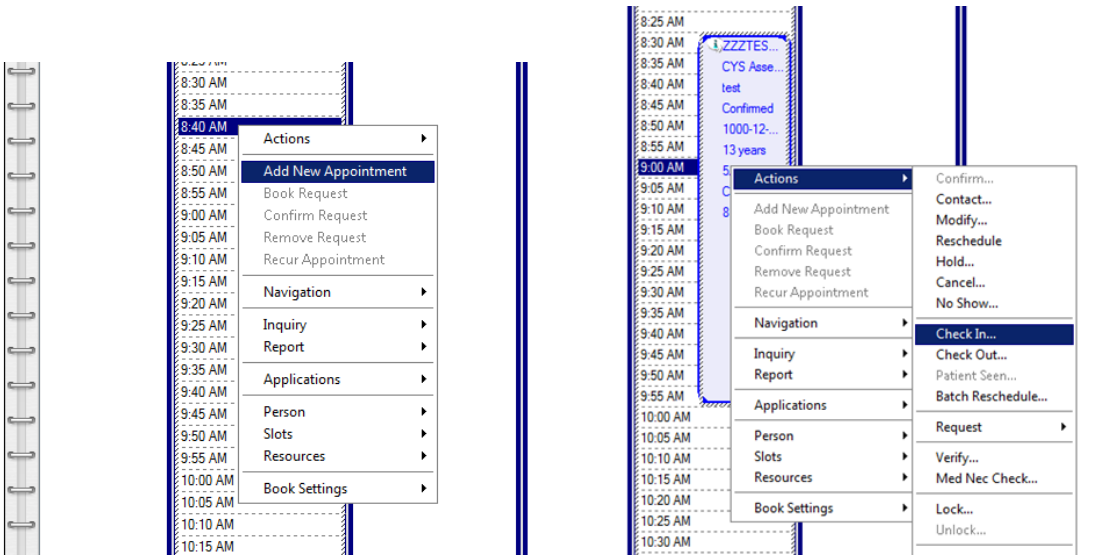 8:30 AM
8:35 AM
8:40 AM
8:45 AM
8:50 AM
8:55 AM
9:00 AM
9:05 AM
9:10 AM
9:15 AM
9:20 AM
9:25 AM
9:30 AM
9:35 AM
9:40 AM
9:45 AM
9:50 AM
9:55 AM
10:00 AM
10:05 AM
10:10 AM
10:15 AM
Actions
Add New Appointment
Book Request
Confirm Request
Remove Request
Recur Appointment
Navigation
Inquiry
Report
Applications
Person
Slots
Resources
Book Settings
8:25 AM
8:30 AM
8:35 AM
8:40 AM
8:45 AM
8:50 AM
8:55 AM
9:00 AM
9:05 AM
9:10 AM
9:15 AM
9:20 AM
9:25 AM
9:30 AM
9:35 AM
9:40 AM
9:45 AM
9:50 AM
9:55 AM
10:00 AM
10:05 AM
10:10 AM
10:15 AM
10:20 AM
10:25 AM
10:30 AM
ZZZTES...
CYS Asse...
test
Confirmed
1000-12-...
13 years
Actions
Add New Appointment
Book Request
Confirm Request
Remove Request
Recur Appointment
Navigation
Inquiry
Report
Applications
Person
Slots
Resources
Book Settings
Confirm...
Contact...
Modify...
Reschedule
Hold...
Cancel...
No Show...
Check In...
Check Out...
Patient Seen...
Batch Reschedule...
Request
Verify...
Med Nec Check...
Lock...
Unlock...